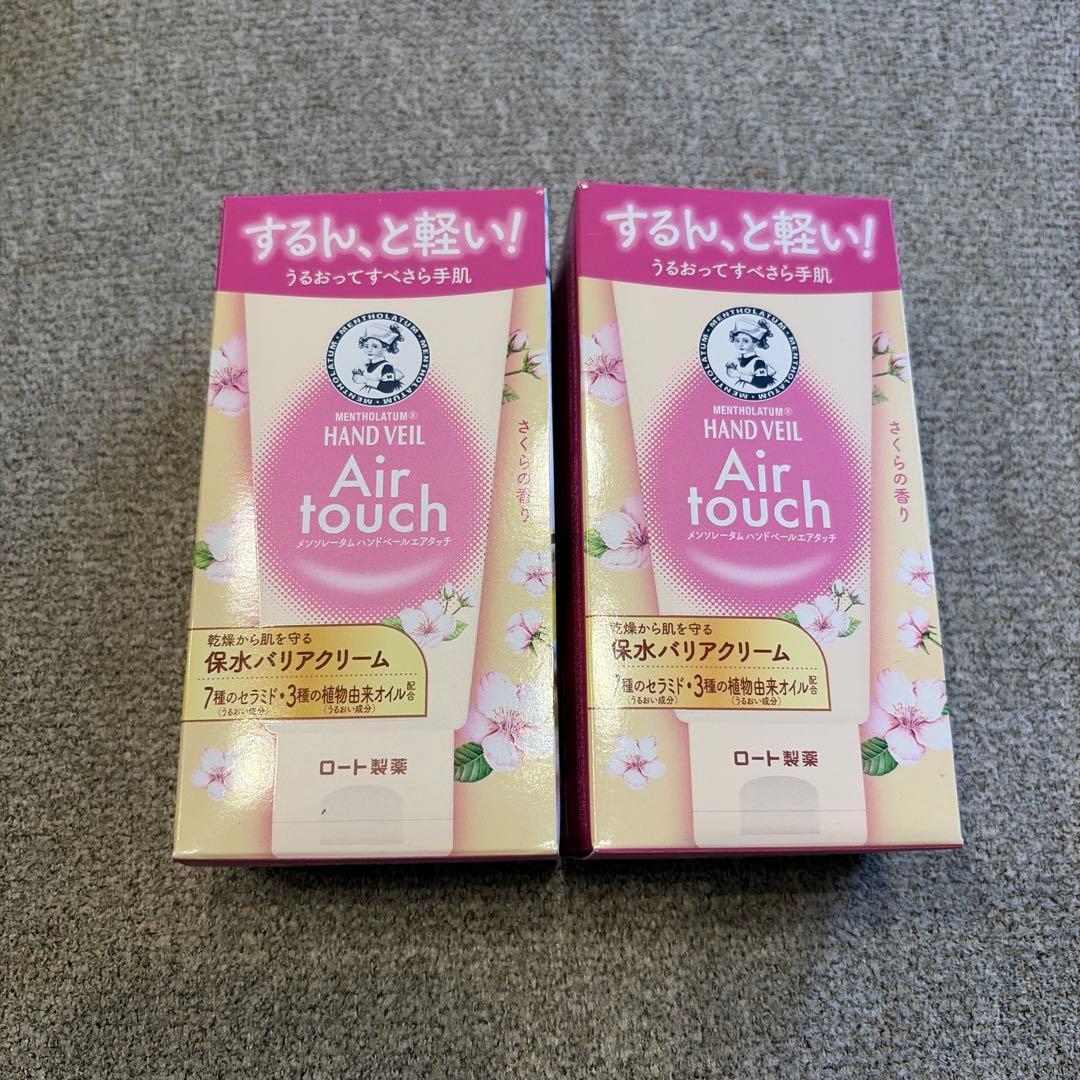 するん、と軽い!
うるおってすべさら手肌
MENTHOLATUM・MENTHOLATUM・MENTHOLATUM・
MENTHOLATUM®
HAND VEIL
Air
touch
メンソレータム ハンドベールエアタッチ
さくらの香り
乾燥から肌を守る
保水バリアクリーム
7種のセラミド・3種の植物由来オイル配合
(うるおい成分) (うるおい成分)
ロート製薬
するん、と軽い!
うるおってすべさら手肌
MENTHOLATUM・MENTHOLATUM・MENTHOLATUM・
MENTHOLATUM®
HAND VEIL
Air
touch
メンソレータム ハンドベールエアタッチ
さくらの香り
乾燥から肌を守る
保水バリアクリーム
7種のセラミド・3種の植物由来オイル配合
(うるおい成分) (うるおい成分)
ロート製薬